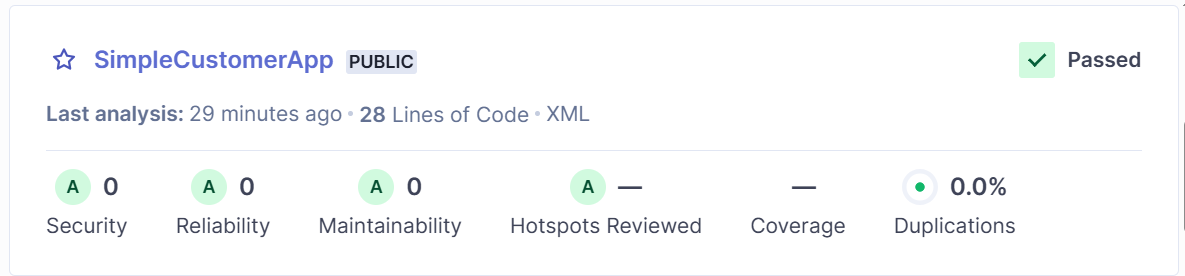 SimpleCustomerApp PUBLIC Passed
Last analysis: 29 minutes ago • 28 Lines of Code • XML
A 0 A 0 A 0 A — — 0.0%
Security Reliability Maintainability Hotspots Reviewed Coverage Duplications